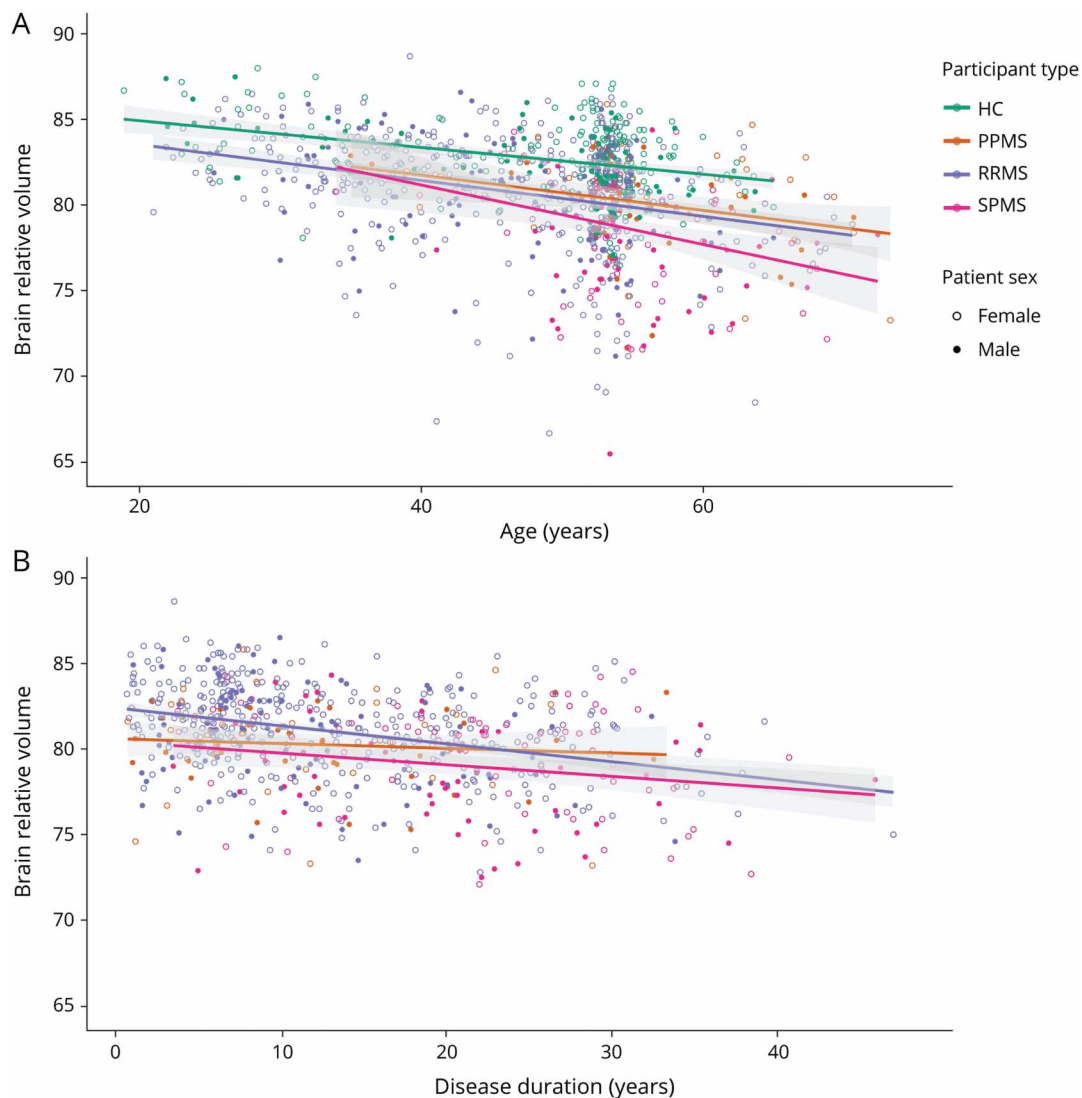 A
90
85
80
75
70
65
Brain relative volume
20
40
60
Age (years)
Participant type
HC
PPMS
RRMS
SPMS
Patient sex
Female
Male
B
90
85
80
75
70
65
Brain relative volume
0
10
20
30
40
Disease duration (years)